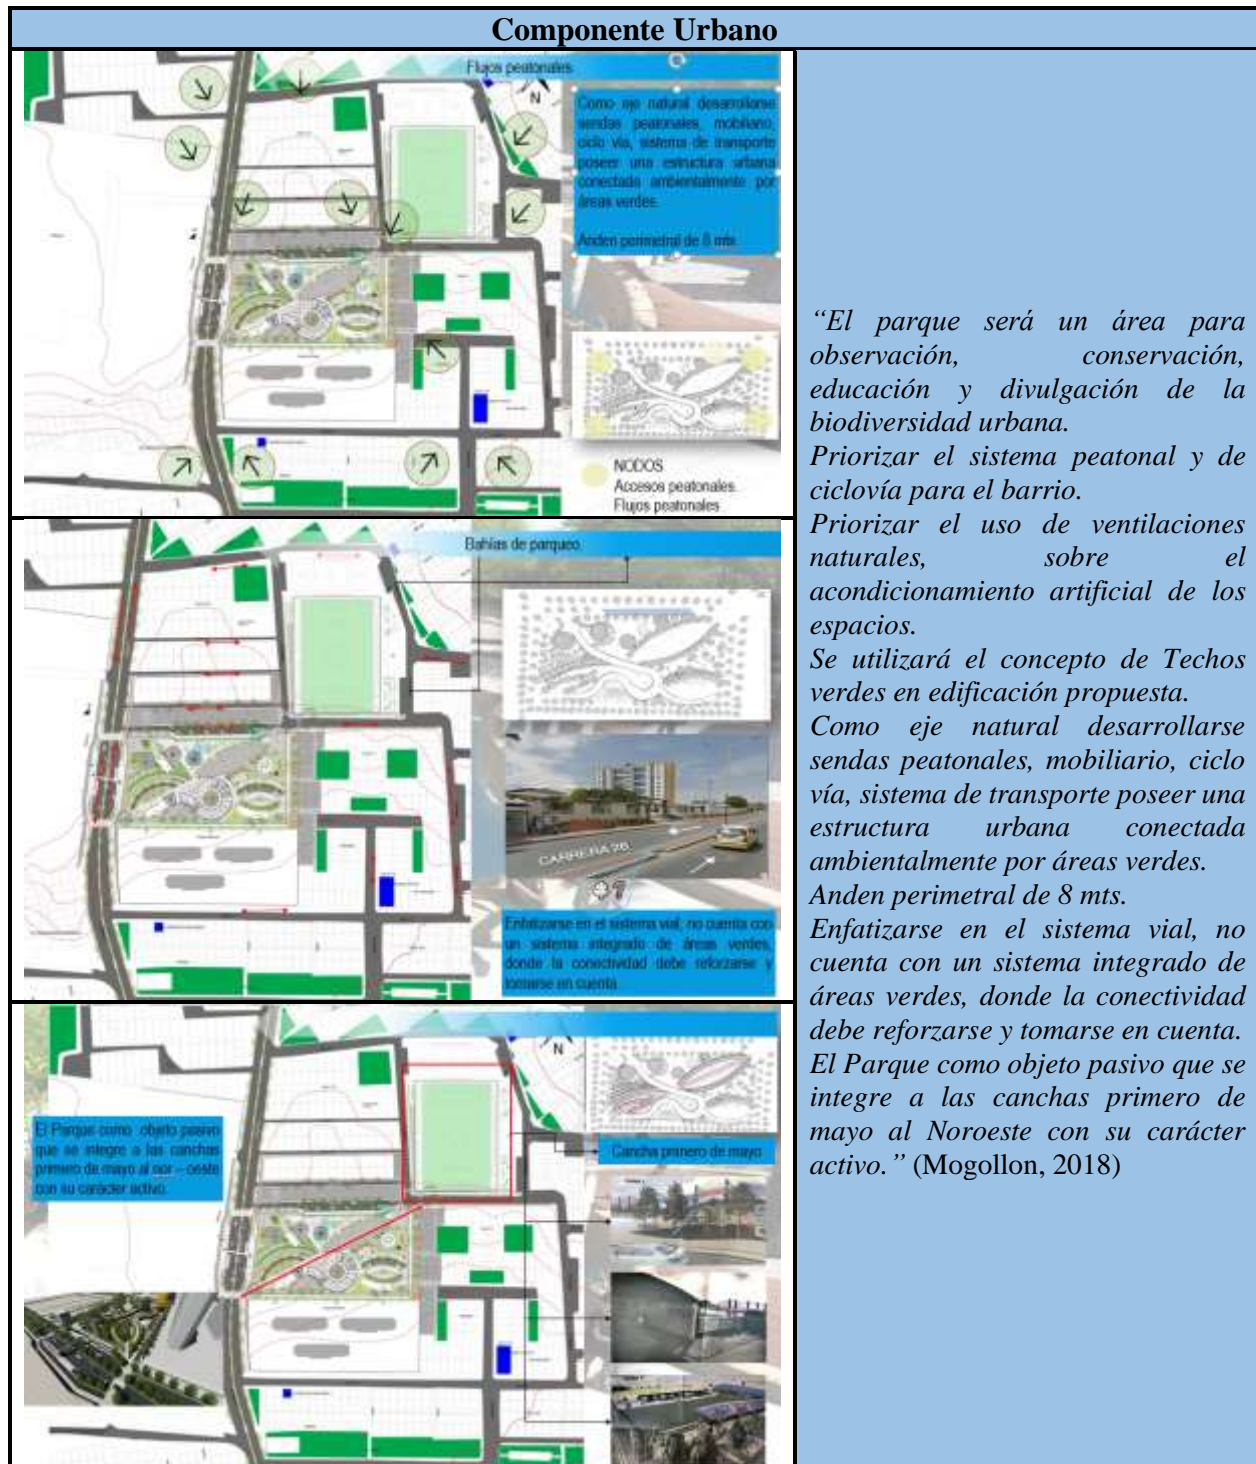 Componente Urbano
Flujos peatonales
N
Como eje natural desarrollarse
sendas peatonales, mobiliario,
ciclo vía, sistema de transporte
poseer una estructura urbana
conectada ambientalmente por
áreas verdes.
Anden perimetral de 8 mts.
NODOS
Accesos peatonales.
Flujos peatonales
Bahías de parqueo
CARRERA 26
Enfatizarse en el sistema vial, no cuenta con
un sistema integrado de áreas verdes,
donde la conectividad debe reforzarse y
tomarse en cuenta
N
El Parque como objeto pasivo
que se integre a las canchas
primero de mayo al nor – oeste
con su carácter activo.
Cancha primero de mayo
“El parque será un área para
observación, conservación,
educación y divulgación de la
biodiversidad urbana.
Priorizar el sistema peatonal y de
ciclovía para el barrio.
Priorizar el uso de ventilaciones
naturales, sobre el
acondicionamiento artificial de los
espacios.
Se utilizará el concepto de Techos
verdes en edificación propuesta.
Como eje natural desarrollarse
sendas peatonales, mobiliario, ciclo
vía, sistema de transporte poseer una
estructura urbana conectada
ambientalmente por áreas verdes.
Anden perimetral de 8 mts.
Enfatizarse en el sistema vial, no
cuenta con un sistema integrado de
áreas verdes, donde la conectividad
debe reforzarse y tomarse en cuenta.
El Parque como objeto pasivo que se
integre a las canchas primero de
mayo al Noroeste con su carácter
activo.” (Mogollon, 2018)